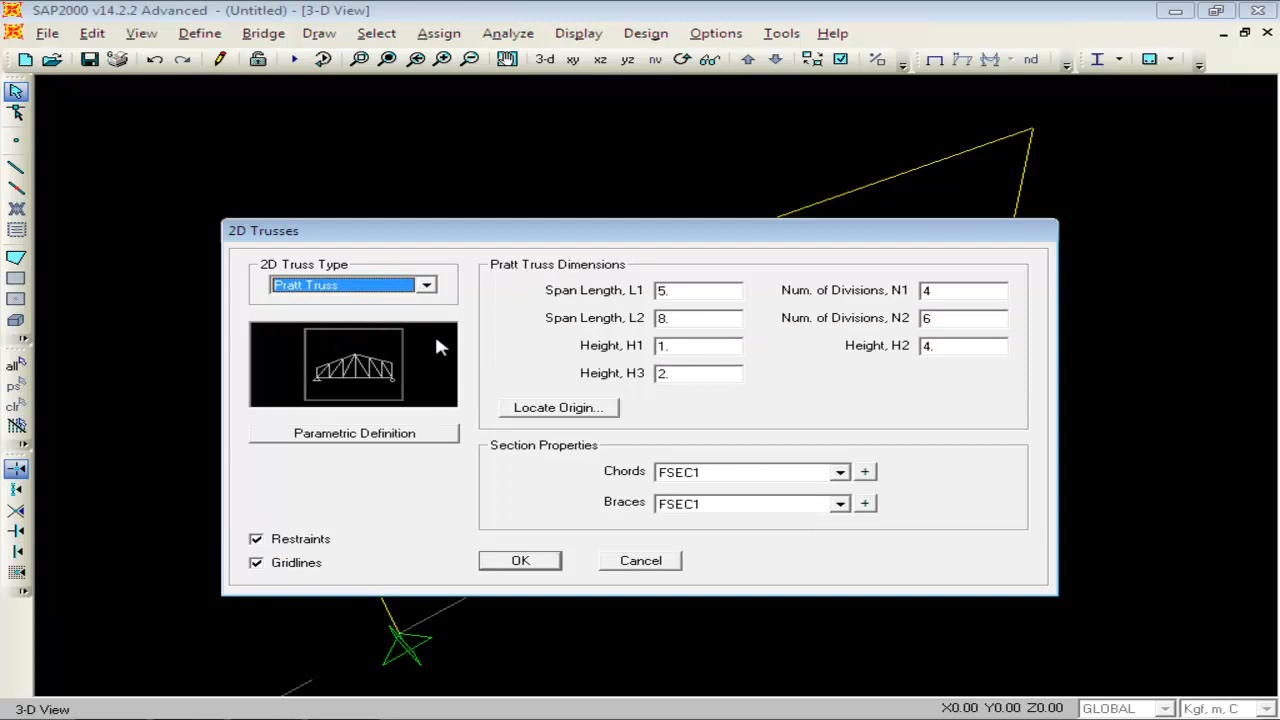 SAP2000 v14.2.2 Advanced - (Untitled) - [3-D View]
File Edit View Define Bridge Draw Select Assign Analyze Display Design Options Tools Help
3-d xy xz yz nv nd
all
ps
clr
2D Trusses
2D Truss Type
Pratt Truss
Parametric Definition
Restraints
Gridlines
Pratt Truss Dimensions
Span Length, L1 5. Num. of Divisions, N1 4
Span Length, L2 8. Num. of Divisions, N2 6
Height, H1 1. Height, H2 4.
Height, H3 2.
Locate Origin...
Section Properties
Chords FSEC1 +
Braces FSEC1 +
OK Cancel
3-D View X0.00 Y0.00 Z0.00 GLOBAL Kgf, m, C